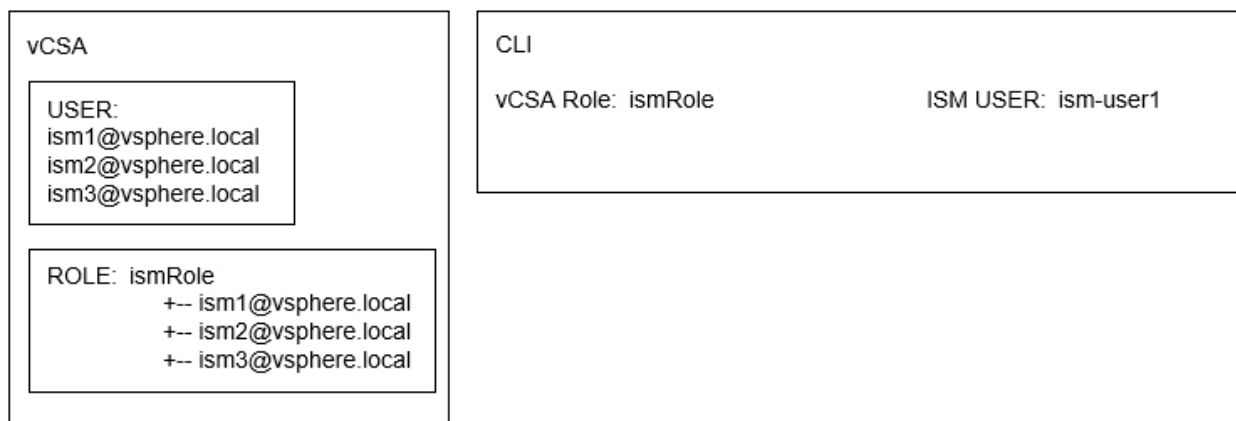 vCSA
USER:
ism1@vsphere.local
ism2@vsphere.local
ism3@vsphere.local
ROLE: ismRole
+-- ism1@vsphere.local
+-- ism2@vsphere.local
+-- ism3@vsphere.local
CLI
vCSA Role: ismRole ISM USER: ism-user1